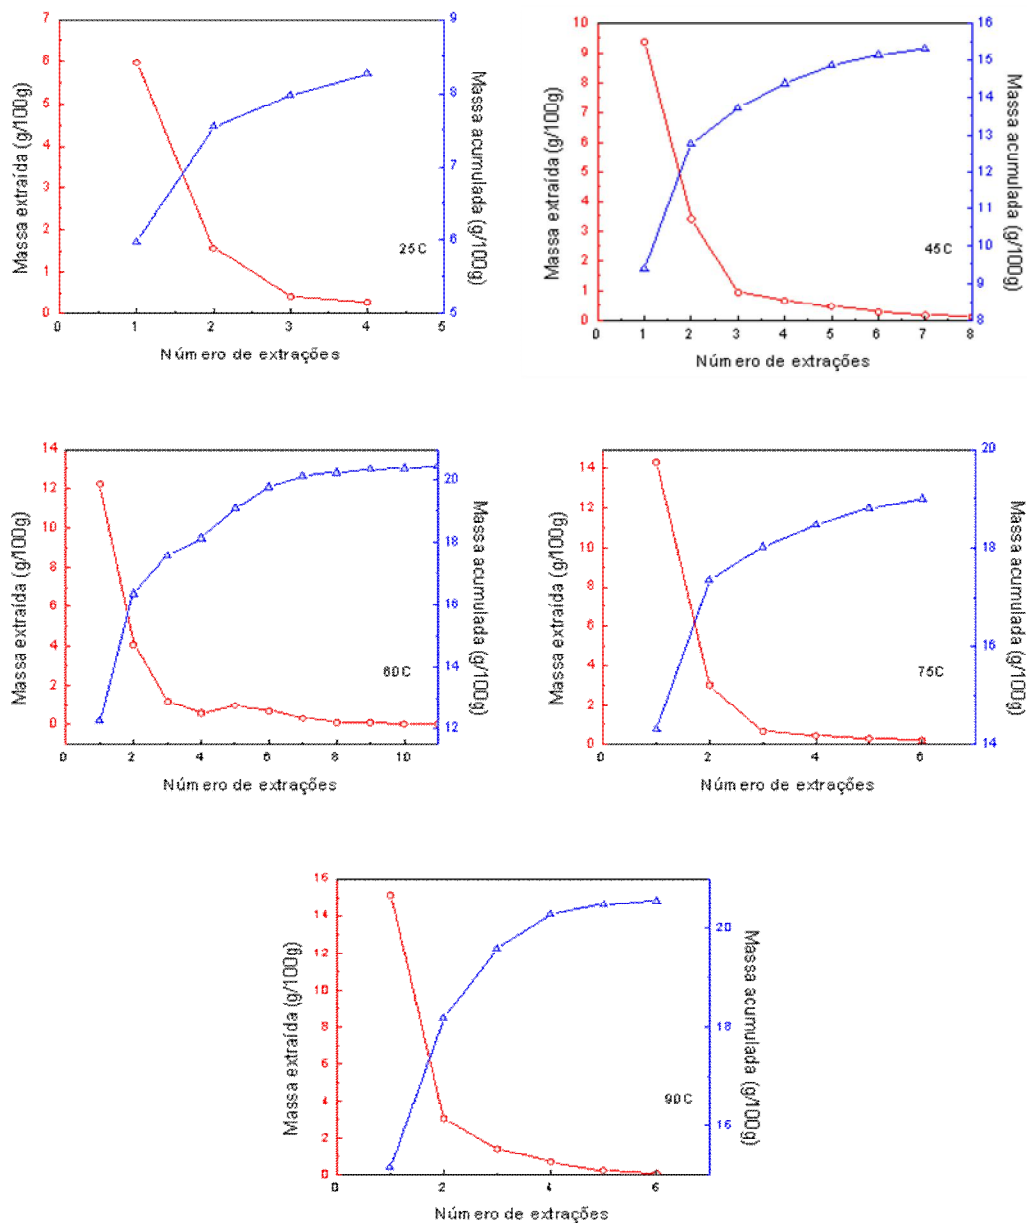 7
6
5
4
3
2
1
0
Massa extraída (g/100g)
9
8
7
6
5
Massa acumulada (g/100g)
25C
0 1 2 3 4 5
Número de extrações
10
9
8
7
6
5
4
3
2
1
0
Massa extraída (g/100g)
16
15
14
13
12
11
10
9
8
Massa acumulada (g/100g)
45C
0 1 2 3 4 5 6 7 8
Número de extrações
14
12
10
8
6
4
2
0
Massa extraída (g/100g)
20
18
16
14
12
Massa acumulada (g/100g)
60C
0 2 4 6 8 10
Número de extrações
14
12
10
8
6
4
2
0
Massa extraída (g/100g)
20
18
16
14
Massa acumulada (g/100g)
75C
0 2 4 6
Número de extrações
16
14
12
10
8
6
4
2
0
Massa extraída (g/100g)
20
18
16
Massa acumulada (g/100g)
90C
0 2 4 6
Número de extrações